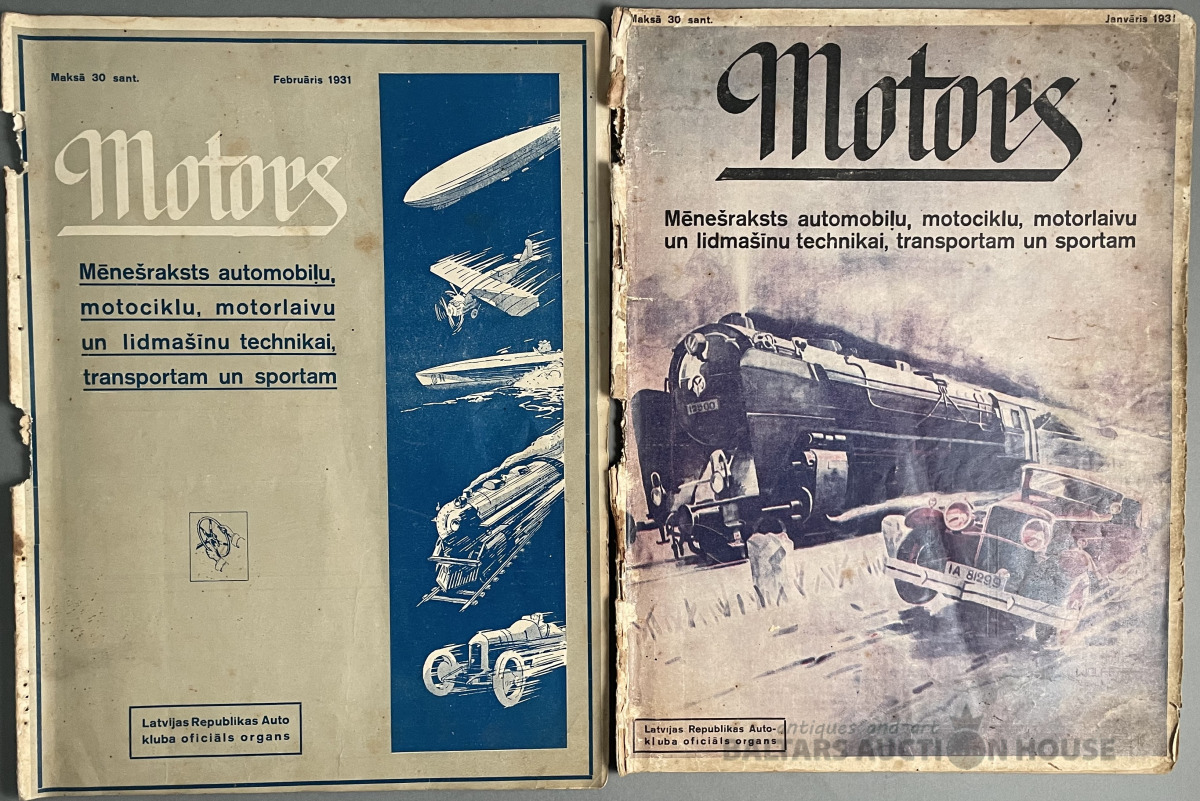 Maksā 30 sant.
Februāris 1931
Motors
Mēnešraksts automobiļu,
motociklu, motorlaivu
un lidmašīnu technikai,
transportam un sportam
Latvijas Republikas Auto
kluba oficiāls organs
Maksā 30 sant.
Janvāris 1931
Motors
Mēnešraksts automobiļu, motociklu, motorlaivu
un lidmašīnu technikai, transportam un sportam
IA 81299
Latvijas Republikas Auto-
kluba oficiāls organs
antiques and art
BALTARS AUCTION HOUSE